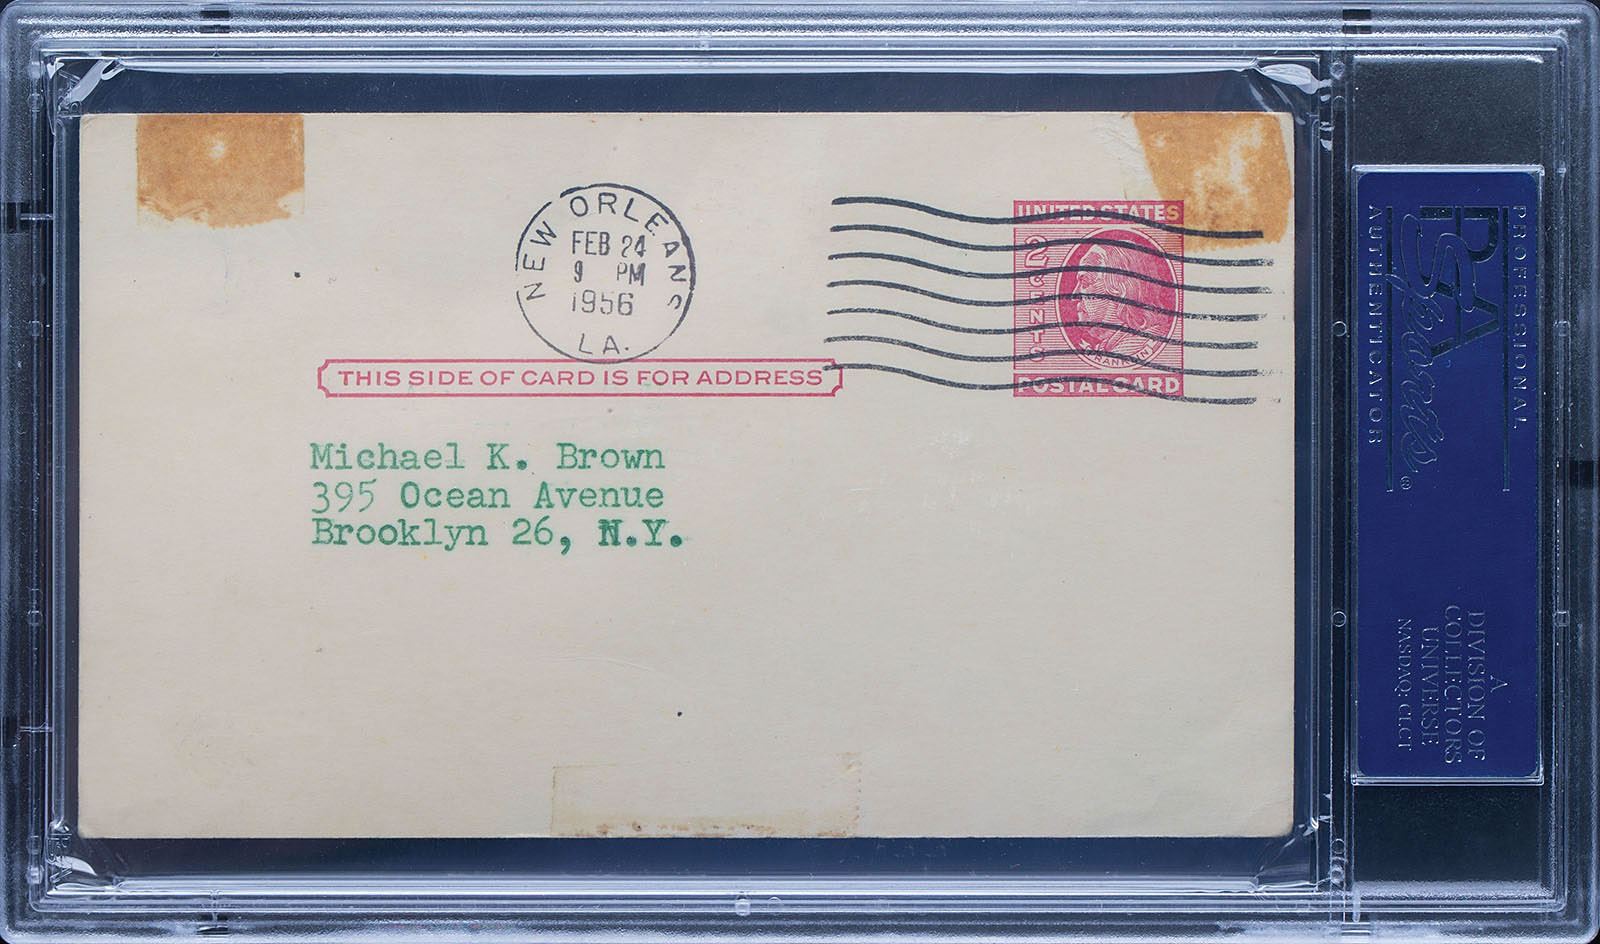 NEW ORLEANS
FEB 24
9 PM
1956
LA.
UNITED STATES
2 CENTS
FRANKLIN
POSTAL CARD
THIS SIDE OF CARD IS FOR ADDRESS
Michael K. Brown
395 Ocean Avenue
Brooklyn 26, N.Y.
PROFESSIONAL
PSA
Sports
®
AUTHENTICATOR
A
DIVISION OF
COLLECTORS
UNIVERSE
NASDAQ: CLCT